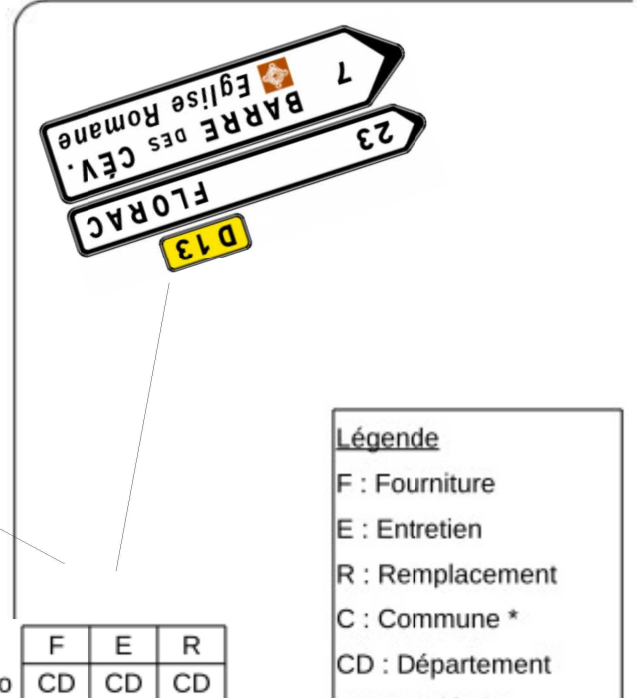 D 13
FLORAC 23
BARRE DES CÉV. 7
Eglise Romane
Légende
F : Fourniture
E : Entretien
R : Remplacement
C : Commune *
CD : Département
F E R
o CD CD CD